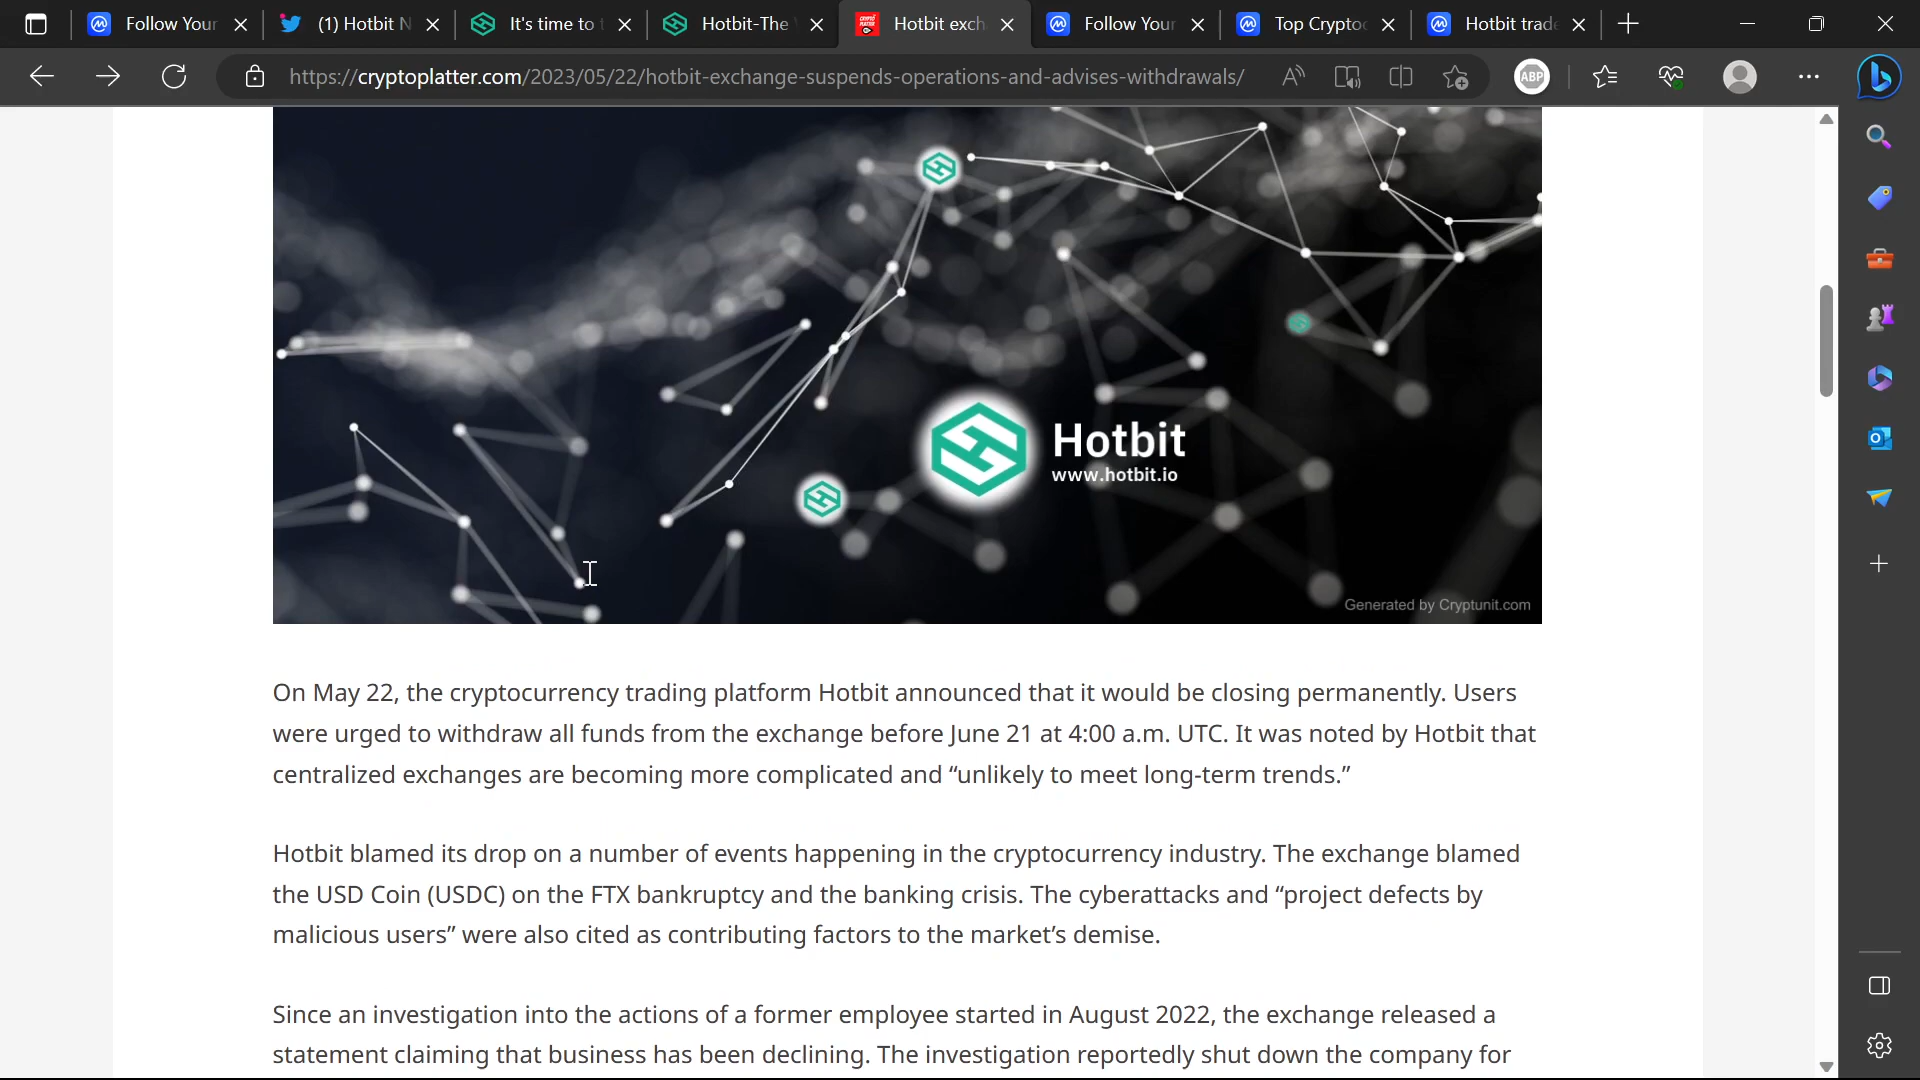 Follow Your
(1) Hotbit N
It's time to
Hotbit-The
Hotbit exch
Follow Your
Top Crypto
Hotbit trad
https://cryptoplatter.com/2023/05/22/hotbit-exchange-suspends-operations-and-advises-withdrawals/
ABP
Hotbit
www.hotbit.io
Generated by Cryptunit.com
On May 22, the cryptocurrency trading platform Hotbit announced that it would be closing permanently. Users
were urged to withdraw all funds from the exchange before June 21 at 4:00 a.m. UTC. It was noted by Hotbit that
centralized exchanges are becoming more complicated and “unlikely to meet long-term trends.”
Hotbit blamed its drop on a number of events happening in the cryptocurrency industry. The exchange blamed
the USD Coin (USDC) on the FTX bankruptcy and the banking crisis. The cyberattacks and “project defects by
malicious users” were also cited as contributing factors to the market’s demise.
Since an investigation into the actions of a former employee started in August 2022, the exchange released a
statement claiming that business has been declining. The investigation reportedly shut down the company for